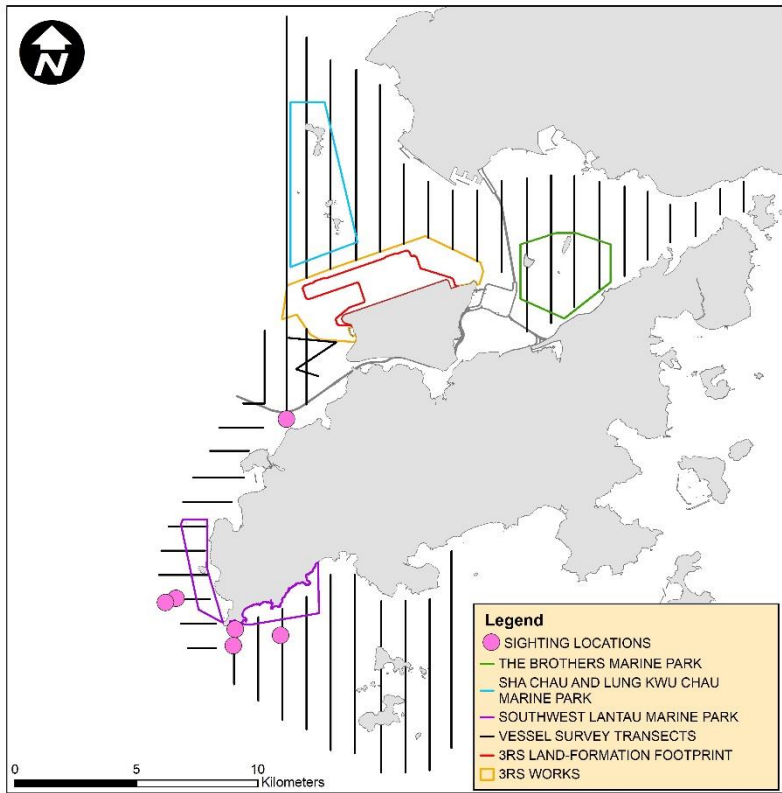 N
Legend
SIGHTING LOCATIONS
THE BROTHERS MARINE PARK
SHA CHAU AND LUNG KWU CHAU
MARINE PARK
SOUTHWEST LANTAU MARINE PARK
VESSEL SURVEY TRANSECTS
3RS LAND-FORMATION FOOTPRINT
3RS WORKS
0 5 10
Kilometers